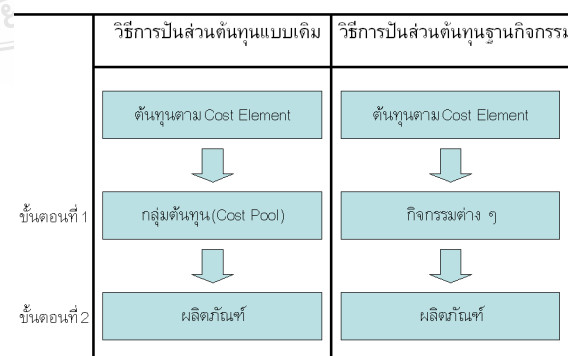 วิธีการปันส่วนต้นทุนแบบเดิม วิธีการปันส่วนต้นทุนฐานกิจกรรม
ต้นทุนตาม Cost Element ต้นทุนตาม Cost Element
ขั้นตอนที่ 1 กลุ่มต้นทุน (Cost Pool) กิจกรรมต่าง ๆ
ขั้นตอนที่ 2 ผลิตภัณฑ์ ผลิตภัณฑ์